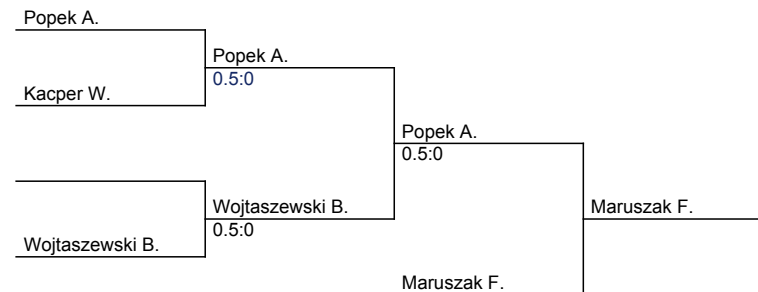 Popek A.
Popek A.
0.5:0
Kacper W.
Popek A.
0.5:0
Wojtaszewski B.
0.5:0
Maruszak F.
Wojtaszewski B.
Maruszak F.